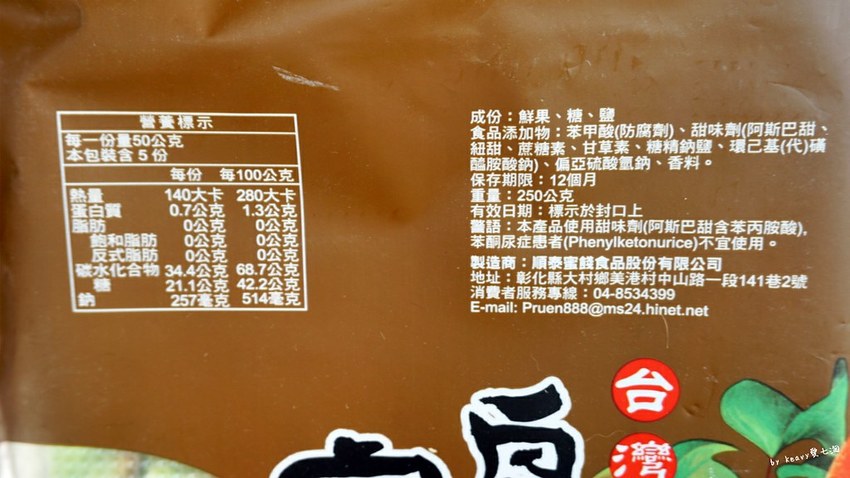 營養標示
每一份量50公克
本包裝含 5 份
每份 每100公克
熱量 140大卡 280大卡
蛋白質 0.7公克 1.3公克
脂肪 0公克 0公克
飽和脂肪 0公克 0公克
反式脂肪 0公克 0公克
碳水化合物 34.4公克 68.7公克
糖 21.1公克 42.2公克
鈉 257毫克 514毫克
成份：鮮果、糖、鹽
食品添加物：苯甲酸(防腐劑)、甜味劑(阿斯巴甜、
紐甜、蔗糖素、甘草素、糖精鈉鹽、環己基(代)磺
醯胺酸鈉)、偏亞硫酸氫鈉、香料。
保存期限：12個月
重量：250公克
有效日期：標示於封口上
警語：本產品使用甜味劑(阿斯巴甜含苯丙胺酸),
苯酮尿症患者(Phenylketonurice)不宜使用。
製造商：順泰蜜餞食品股份有限公司
地址：彰化縣大村鄉美港村中山路一段141巷2號
消費者服務專線：04-8534399
E-mail: Pruen888@ms24.hinet.net
台
灣